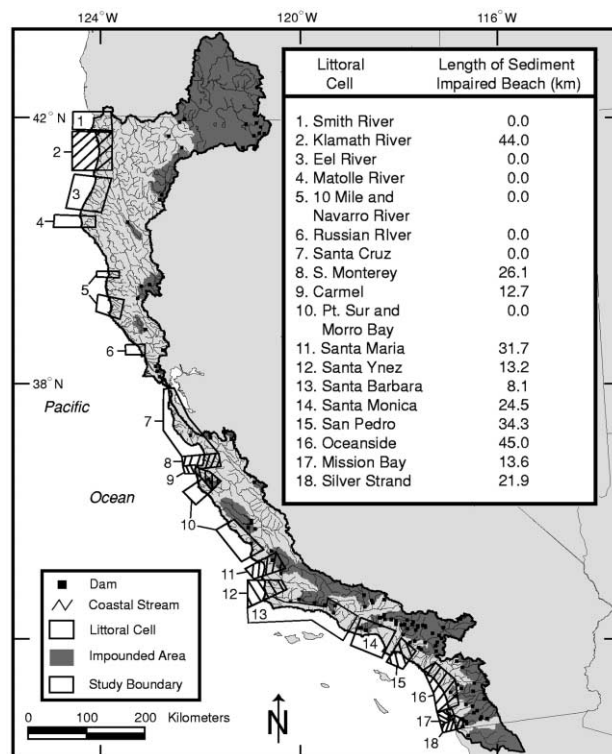 124°W
120°W
116°W
42°N
38°N
Littoral Cell
Length of Sediment Impaired Beach (km)
1. Smith River 0.0
2. Klamath River 44.0
3. Eel River 0.0
4. Matolle River 0.0
5. 10 Mile and Navarro River 0.0
6. Russian RIver 0.0
7. Santa Cruz 0.0
8. S. Monterey 26.1
9. Carmel 12.7
10. Pt. Sur and Morro Bay 0.0
11. Santa Maria 31.7
12. Santa Ynez 13.2
13. Santa Barbara 8.1
14. Santa Monica 24.5
15. San Pedro 34.3
16. Oceanside 45.0
17. Mission Bay 13.6
18. Silver Strand 21.9
1
2
3
4
5
6
Pacific
7
8
9
Ocean
10
11
12
13
14
15
16
17
18
Dam
Coastal Stream
Littoral Cell
Impounded Area
Study Boundary
0 100 200 Kilometers
N